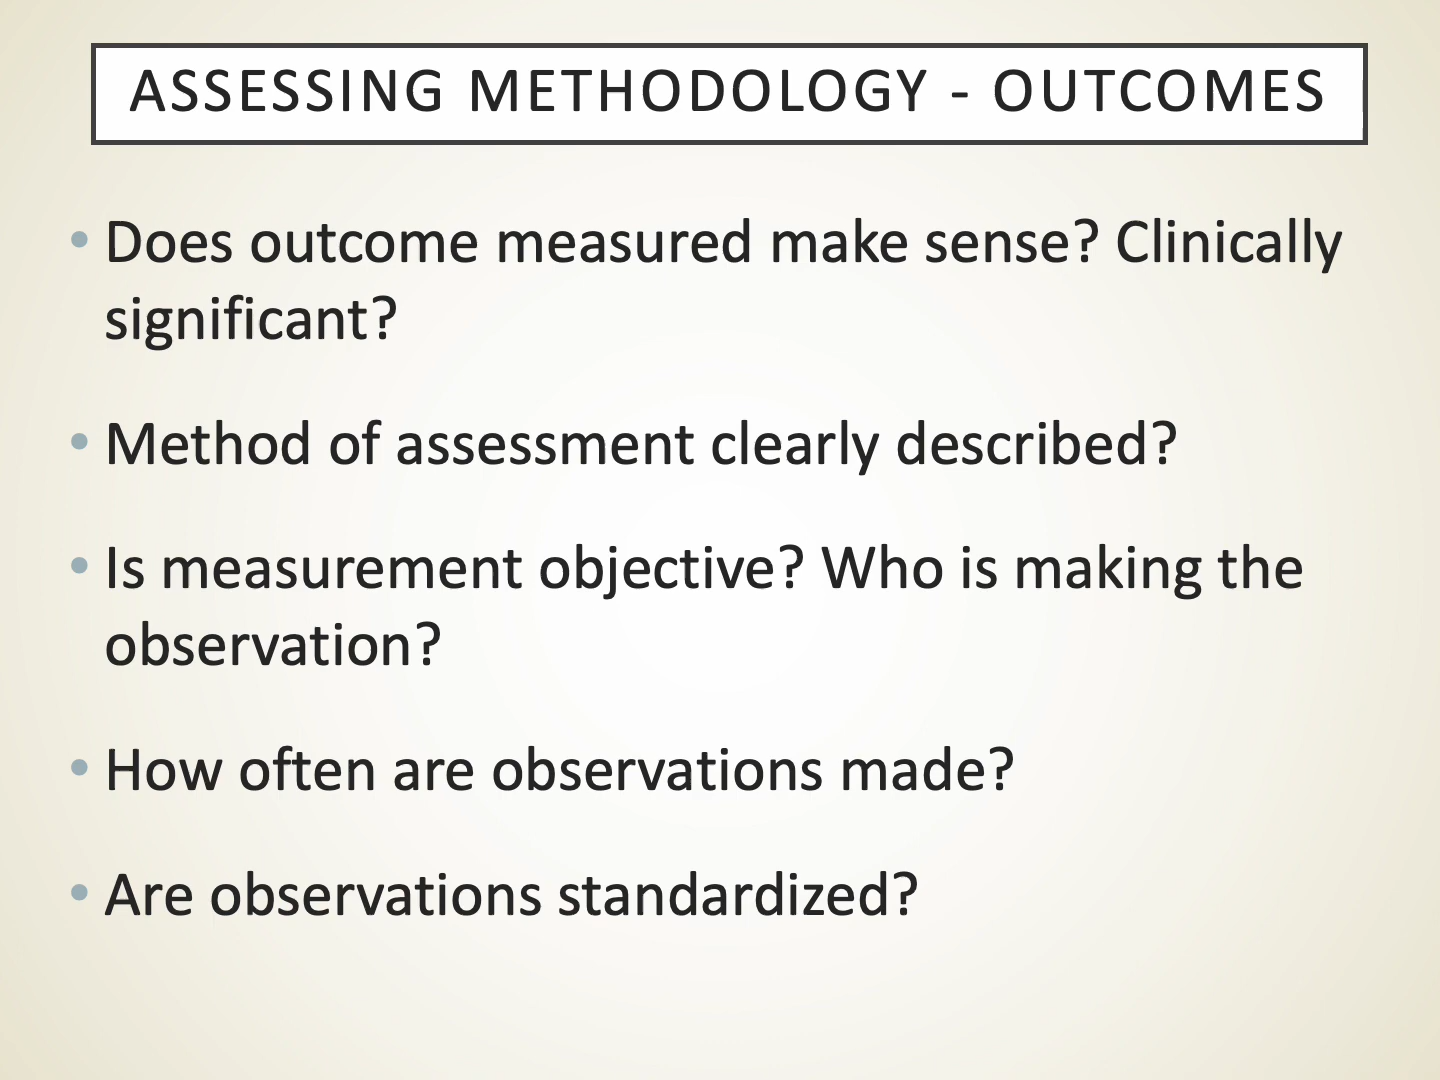 ASSESSING METHODOLOGY - OUTCOMES
• Does outcome measured make sense? Clinically
significant?
• Method of assessment clearly described?
• Is measurement objective? Who is making the
observation?
• How often are observations made?
• Are observations standardized?